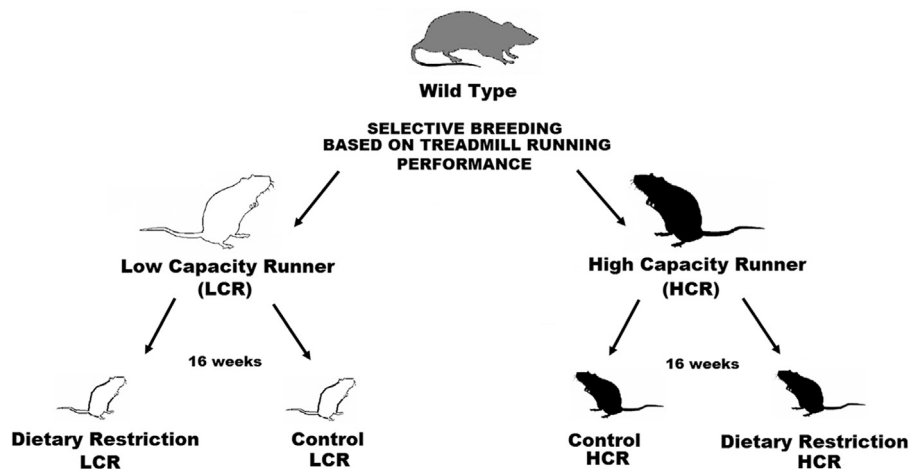 Wild Type
SELECTIVE BREEDING
BASED ON TREADMILL RUNNING
PERFORMANCE
Low Capacity Runner
(LCR)
High Capacity Runner
(HCR)
16 weeks
16 weeks
Dietary Restriction
LCR
Control
LCR
Control
HCR
Dietary Restriction
HCR